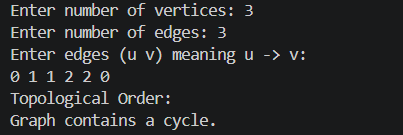 Enter number of vertices: 3
Enter number of edges: 3
Enter edges (u v) meaning u -> v:
0 1 1 2 2 0
Topological Order:
Graph contains a cycle.